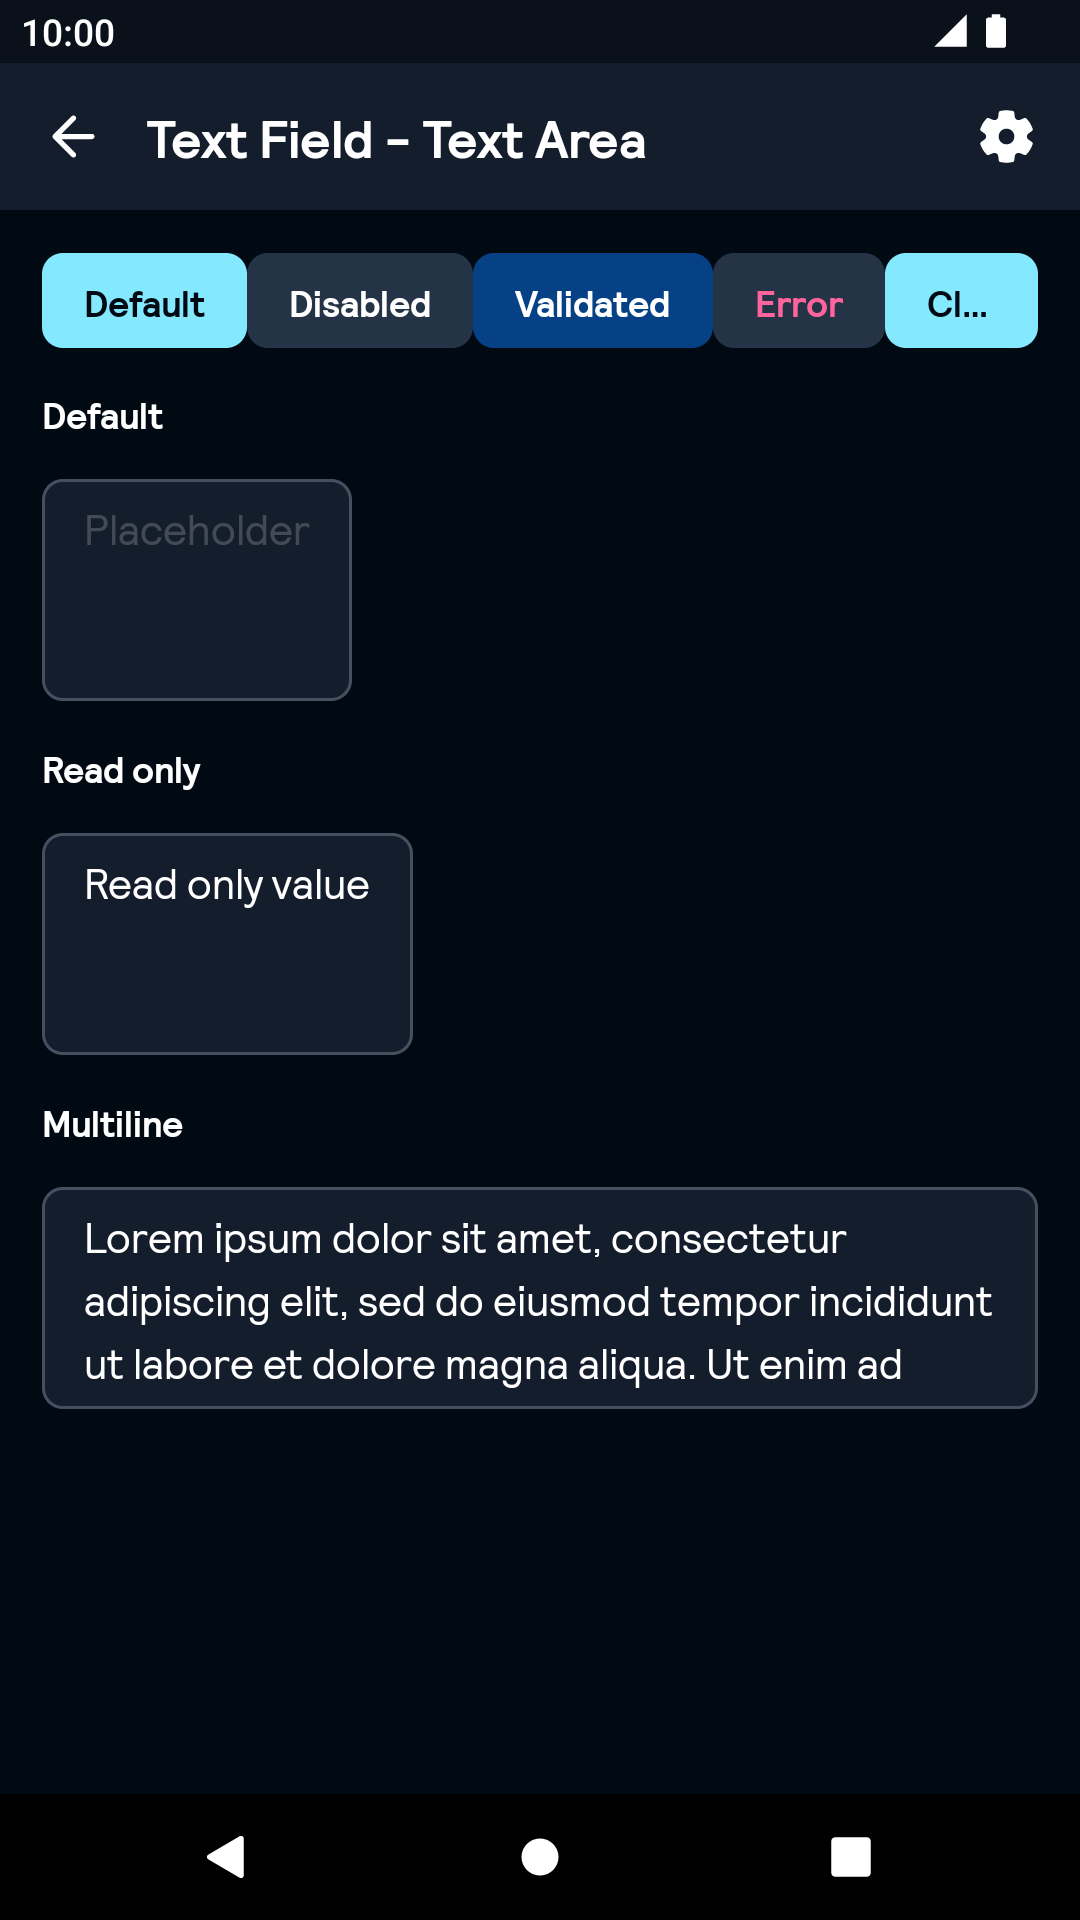 10:00
Text Field - Text Area
Default Disabled Validated Error Cl...
Default
Placeholder
Read only
Read only value
Multiline
Lorem ipsum dolor sit amet, consectetur
adipiscing elit, sed do eiusmod tempor incididunt
ut labore et dolore magna aliqua. Ut enim ad